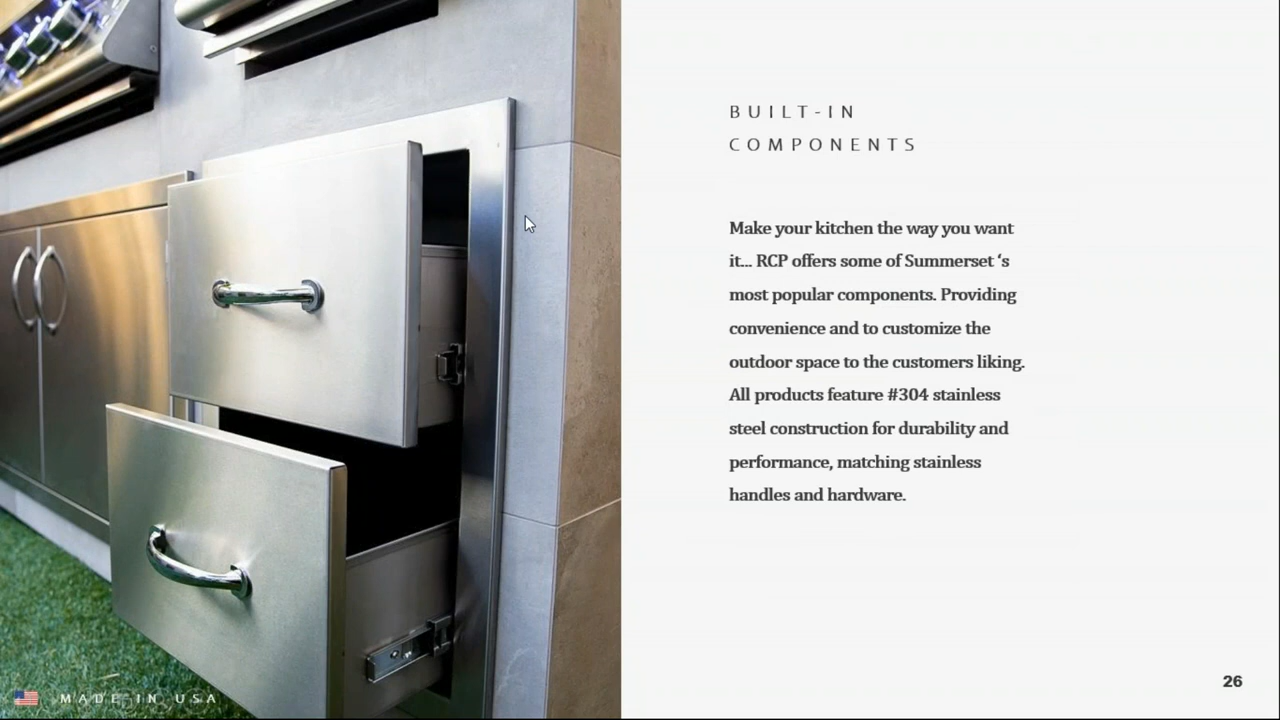 BUILT-IN
COMPONENTS
Make your kitchen the way you want
it... RCP offers some of Summerset ‘s
most popular components. Providing
convenience and to customize the
outdoor space to the customers liking.
All products feature #304 stainless
steel construction for durability and
performance, matching stainless
handles and hardware.
MADE IN USA
26